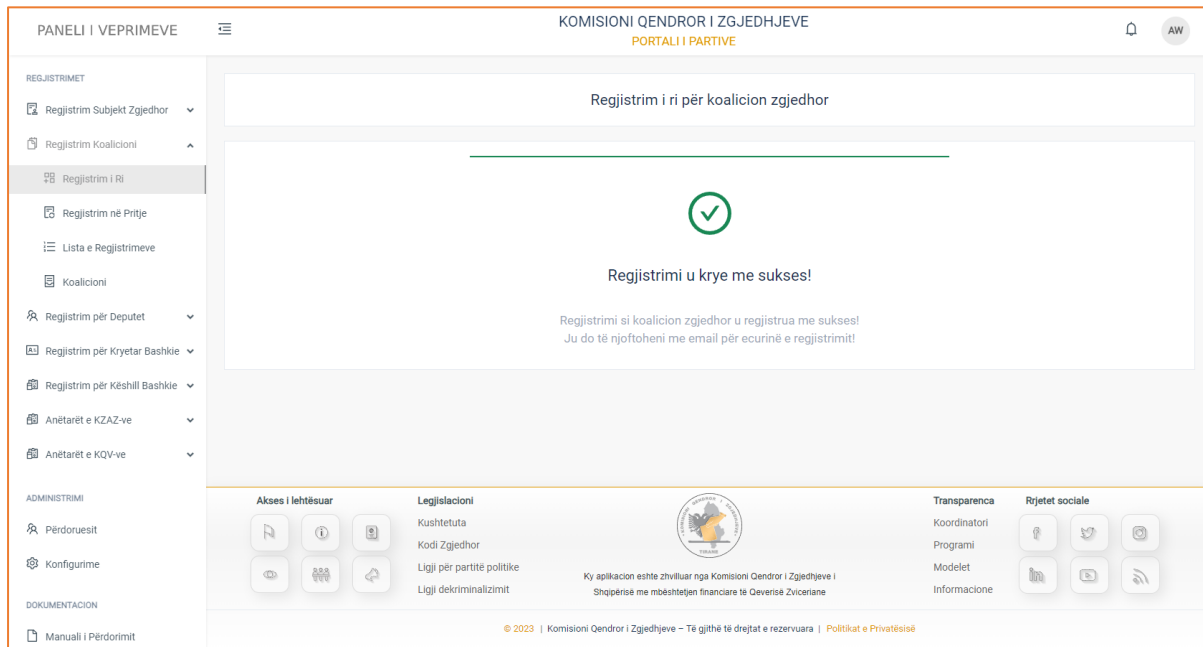 PANELI I VEPRIMEVE
KOMISIONI QENDROR I ZGJEDHJEVE
PORTALI I PARTIVE
AW
REGJISTRIMET
Regjistrim Subjekt Zgjedhor
Regjistrim Koalicioni
Regjistrim i Ri
Regjistrim në Pritje
Lista e Regjistrimeve
Koalicioni
Regjistrim për Deputet
Regjistrim për Kryetar Bashkie
Regjistrim për Këshill Bashkie
Anëtarët e KZAZ-ve
Anëtarët e KQV-ve
ADMINISTRIMI
Përdoruesit
Konfigurime
DOKUMENTACION
Manuali i Përdorimit
Regjistrim i ri për koalicion zgjedhor
Regjistrimi u krye me sukses!
Regjistrimi si koalicion zgjedhor u regjistrua me sukses!
Ju do të njoftoheni me email për ecurinë e regjistrimit!
Akses i lehtësuar
Legjislacioni
Kushtetuta
Kodi Zgjedhor
Ligji për partitë politike
Ligji dekriminalizimit
KOMISIONI QENDROR I ZGJEDHJEVE
TIRANE
Ky aplikacion eshte zhvilluar nga Komisioni Qendror i Zgjedhjeve i
Shqipërisë me mbështetjen financiare të Qeverisë Zviceriane
Transparenca
Koordinatori
Programi
Modelet
Informacione
Rrjetet sociale
© 2023 | Komisioni Qendror i Zgjedhjeve – Të gjithë të drejtat e rezervuara | Politikat e Privatësisë